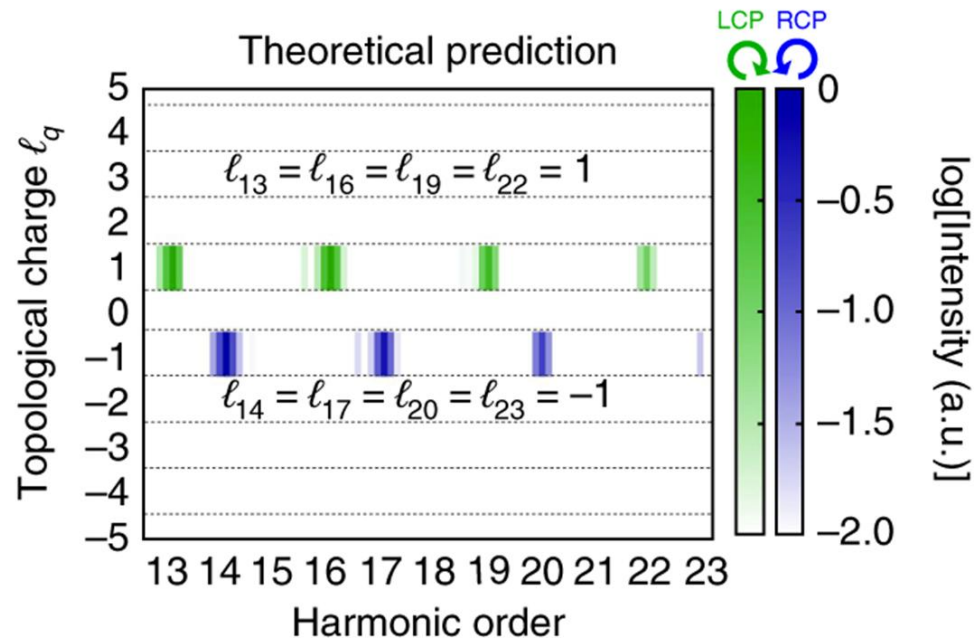 LCP RCP
Theoretical prediction
5
4
3
2
1
0
−1
−2
−3
−4
−5
Topological charge ℓq
ℓ13 = ℓ16 = ℓ19 = ℓ22 = 1
ℓ14 = ℓ17 = ℓ20 = ℓ23 = −1
13 14 15 16 17 18 19 20 21 22 23
Harmonic order
0
−0.5
−1.0
−1.5
−2.0
log[Intensity (a.u.)]